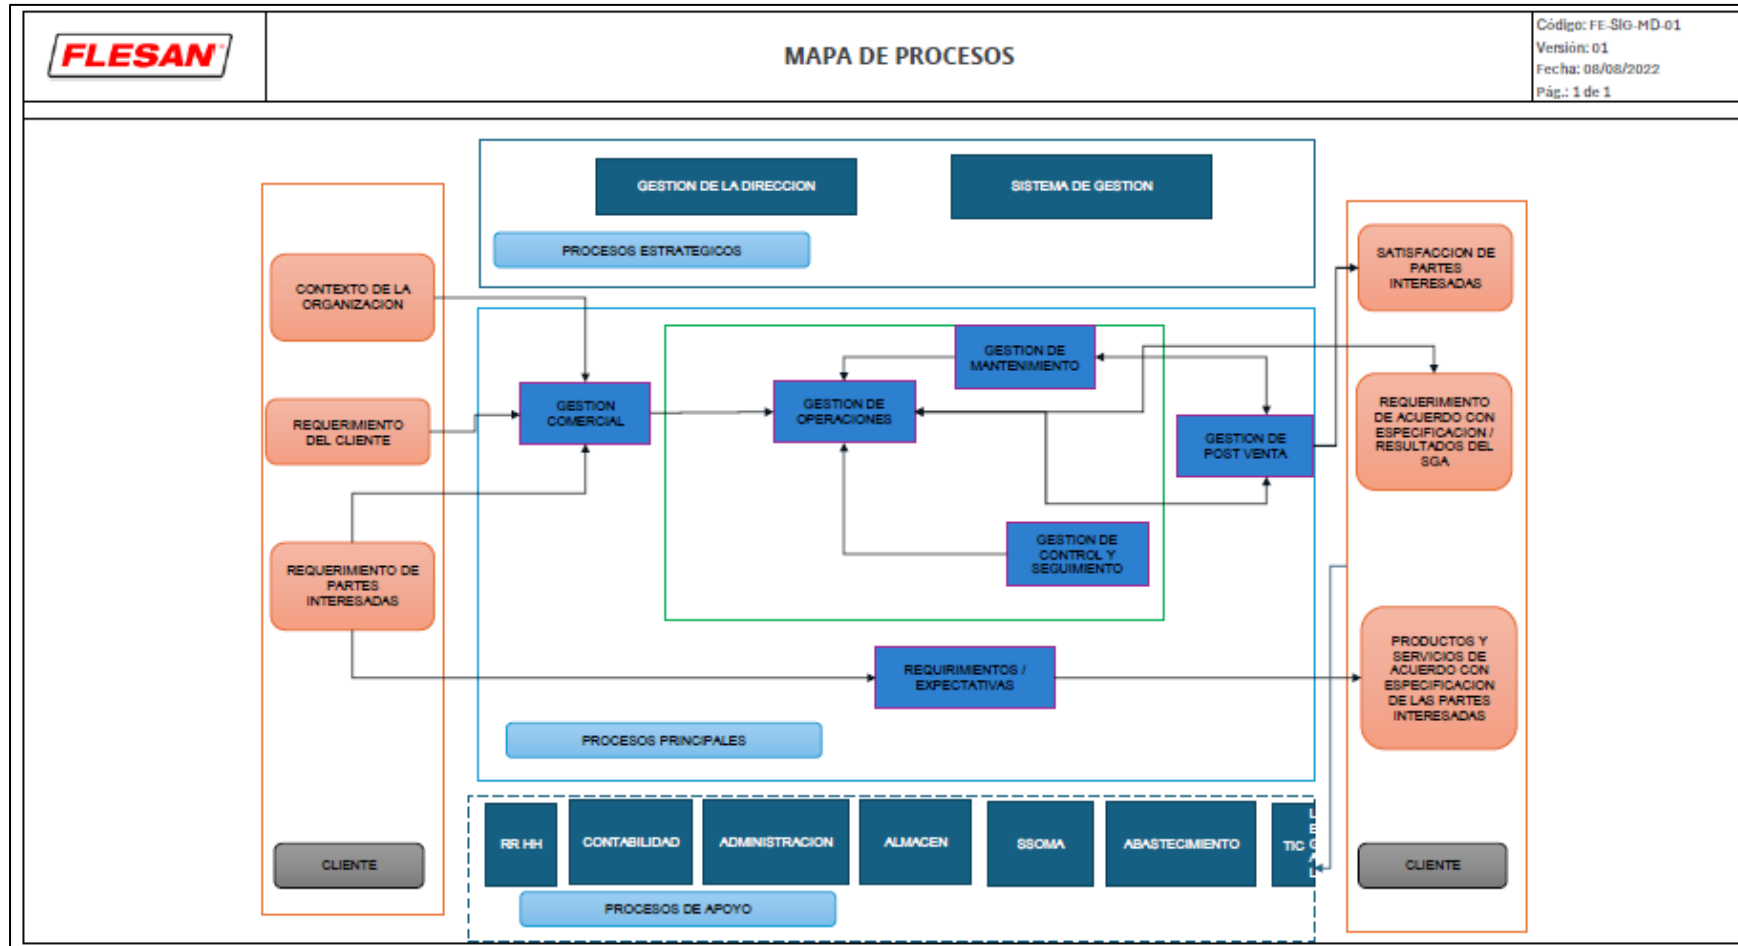 FLESAN
MAPA DE PROCESOS
Código: FE-SIG-MD-01
Versión: 01
Fecha: 08/08/2022
Pág.: 1 de 1
GESTION DE LA DIRECCION
SISTEMA DE GESTION
PROCESOS ESTRATEGICOS
CONTEXTO DE LA
ORGANIZACION
REQUERIMIENTO
DEL CLIENTE
REQUERIMIENTO DE
PARTES
INTERESADAS
CLIENTE
GESTION
COMERCIAL
GESTION DE
OPERACIONES
GESTION DE
MANTENIMIENTO
GESTION DE
POST VENTA
GESTION DE
CONTROL Y
SEGUIMIENTO
REQUIRIMIENTOS /
EXPECTATIVAS
PROCESOS PRINCIPALES
SATISFACCION DE
PARTES
INTERESADAS
REQUERIMIENTO
DE ACUERDO CON
ESPECIFICACION /
RESULTADOS DEL
SGA
PRODUCTOS Y
SERVICIOS DE
ACUERDO CON
ESPECIFICACION
DE LAS PARTES
INTERESADAS
CLIENTE
RR HH
CONTABILIDAD
ADMINISTRACION
ALMACEN
SSOMA
ABASTECIMIENTO
TIC
LEGAL
PROCESOS DE APOYO